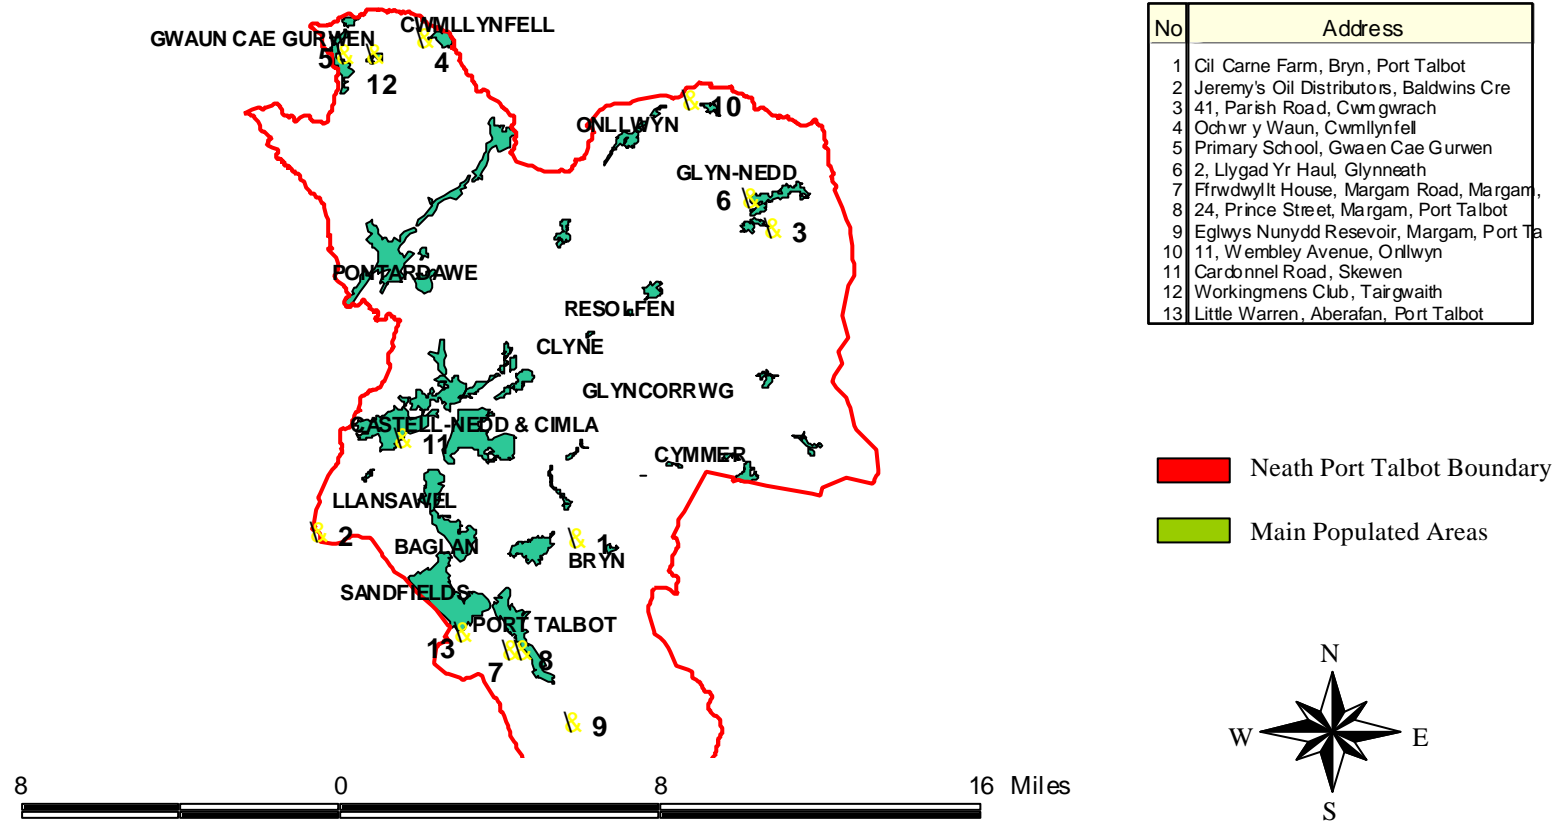 CWMLLYNFELL
GWAUN CAE GURWEN
5
4
12
10
ONLLWYN
GLYN-NEDD
6
3
PONTARDAWE
RESOLFEN
CLYNE
GLYNCORRWG
CASTELL-NEDD & CIMLA
11
CYMMER
LLANSAWEL
2
1
BAGLAN
BRYN
SANDFIELDS
PORT TALBOT
13
7
8
9
8 0 8 16 Miles
No Address
1 Cil Carne Farm, Bryn, Port Talbot
2 Jeremy's Oil Distributors, Baldwins Cre
3 41, Parish Road, Cwmgwrach
4 Ochwr y Waun, Cwmllynfell
5 Primary School, Gwaen Cae Gurwen
6 2, Llygad Yr Haul, Glynneath
7 Ffrwdwyllt House, Margam Road, Margam,
8 24, Prince Street, Margam, Port Talbot
9 Eglwys Nunydd Resevoir, Margam, Port Ta
10 11, Wembley Avenue, Onllwyn
11 Cardonnel Road, Skewen
12 Workingmens Club, Tairgwaith
13 Little Warren, Aberafan, Port Talbot
Neath Port Talbot Boundary
Main Populated Areas
N
W E
S